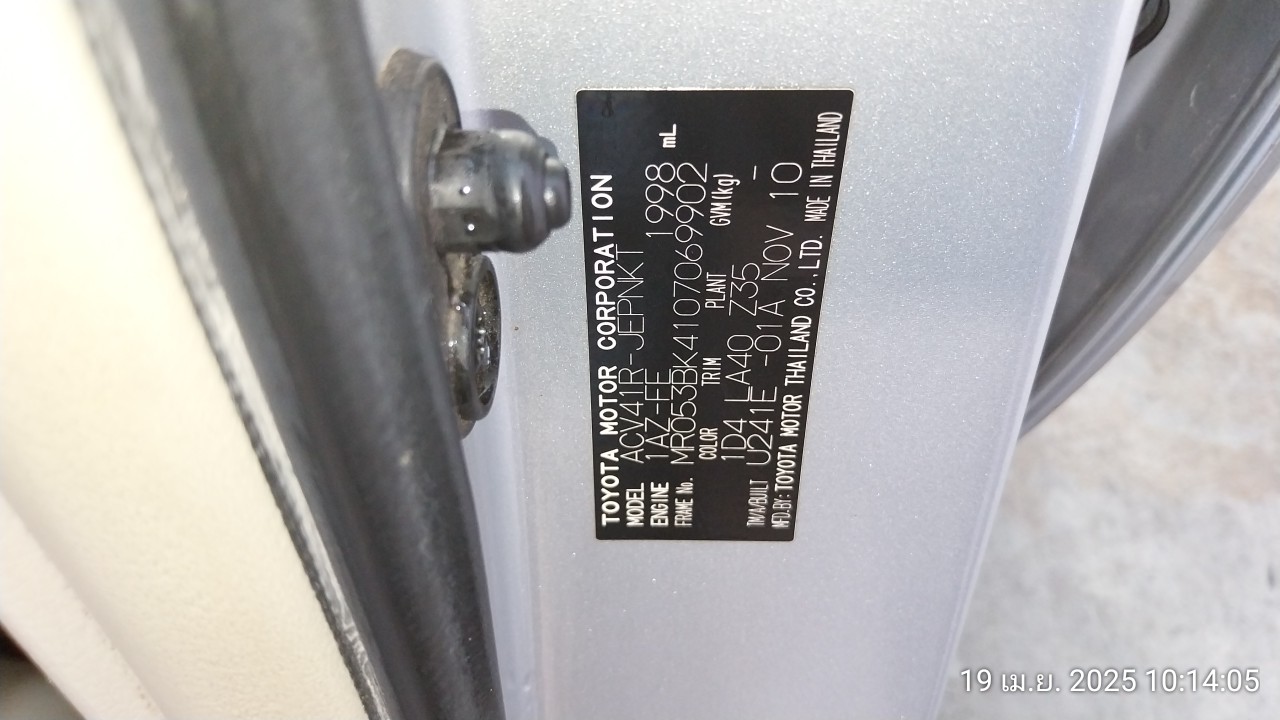 TOYOTA MOTOR CORPORATION
MODEL ACV41R-JEPNKT
ENGINE 1AZ-FE 1998 mL
FRAME No. MR053BK4107069902
COLOR TRIM PLANT GVM(kg)
1D4 LA40 Z35 -
TM/A/BUILT U241E -01A NOV 10
MFD.BY: TOYOTA MOTOR THAILAND CO.,LTD. MADE IN THAILAND
19 เม.ย. 2025 10:14:05